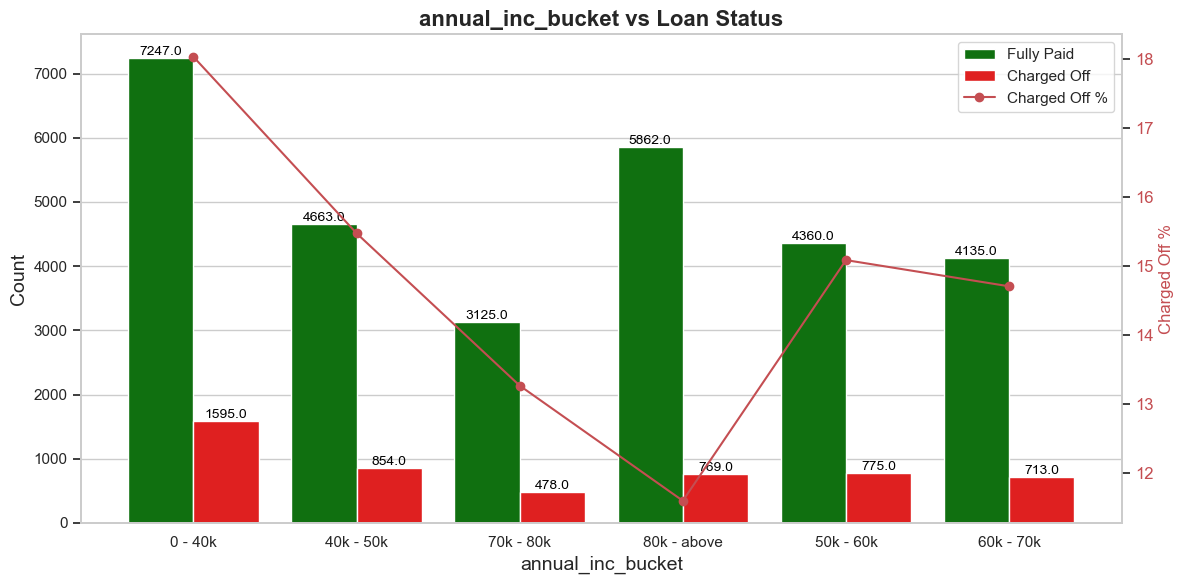 annual_inc_bucket vs Loan Status
Count
7000
6000
5000
4000
3000
2000
1000
0
7247.0
1595.0
4663.0
854.0
3125.0
478.0
5862.0
769.0
4360.0
775.0
4135.0
713.0
Fully Paid
Charged Off
Charged Off %
18
17
16
15
14
13
12
Charged Off %
0 - 40k
40k - 50k
70k - 80k
80k - above
50k - 60k
60k - 70k
annual_inc_bucket